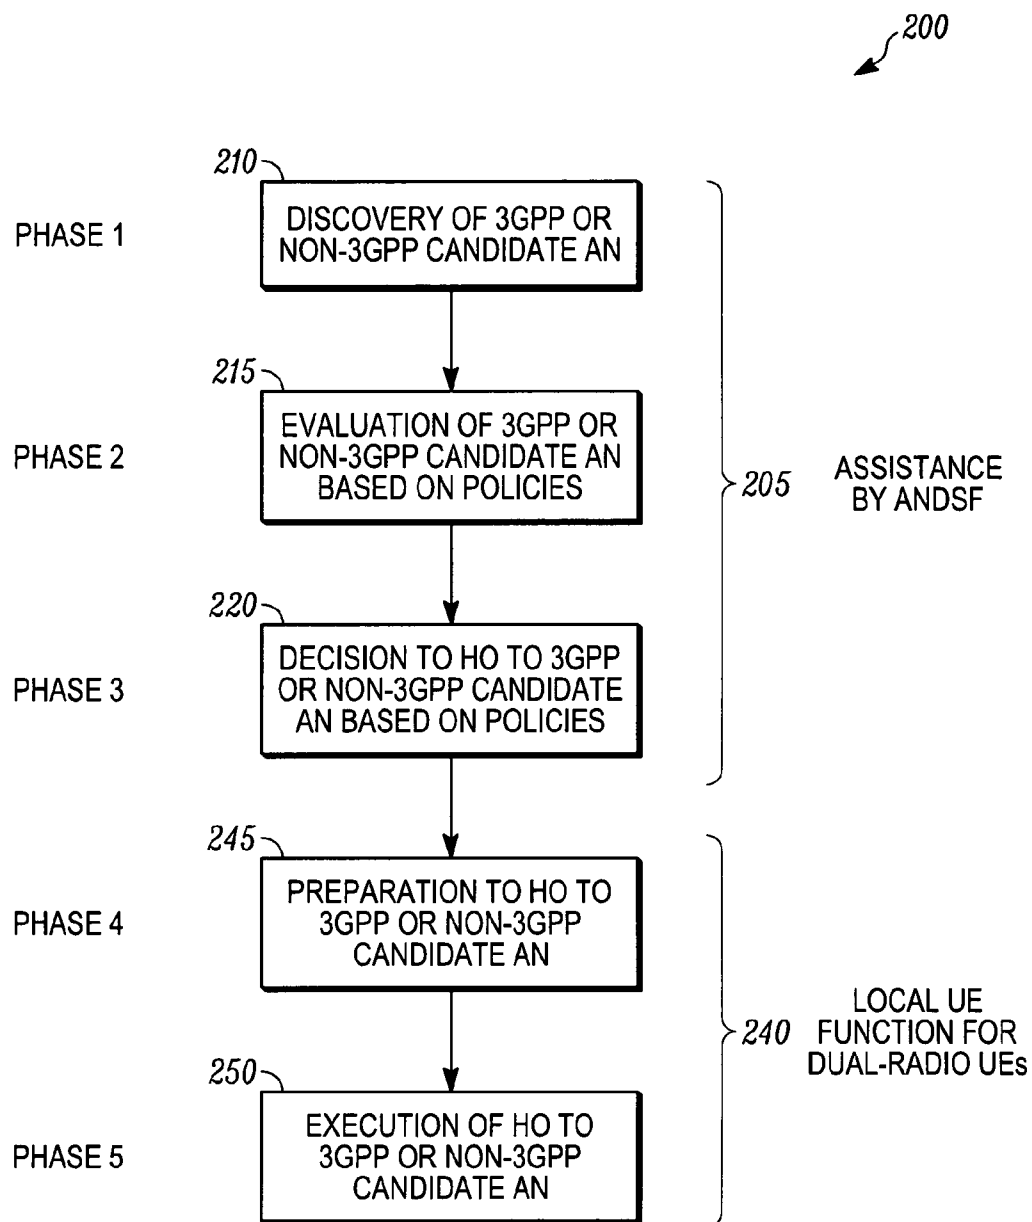 200
210
PHASE 1
DISCOVERY OF 3GPP OR
NON-3GPP CANDIDATE AN
215
PHASE 2
EVALUATION OF 3GPP OR
NON-3GPP CANDIDATE AN
BASED ON POLICIES
205
ASSISTANCE
BY ANDSF
220
PHASE 3
DECISION TO HO TO 3GPP
OR NON-3GPP CANDIDATE
AN BASED ON POLICIES
245
PHASE 4
PREPARATION TO HO TO
3GPP OR NON-3GPP
CANDIDATE AN
240
LOCAL UE
FUNCTION FOR
DUAL-RADIO UEs
250
PHASE 5
EXECUTION OF HO TO
3GPP OR NON-3GPP
CANDIDATE AN